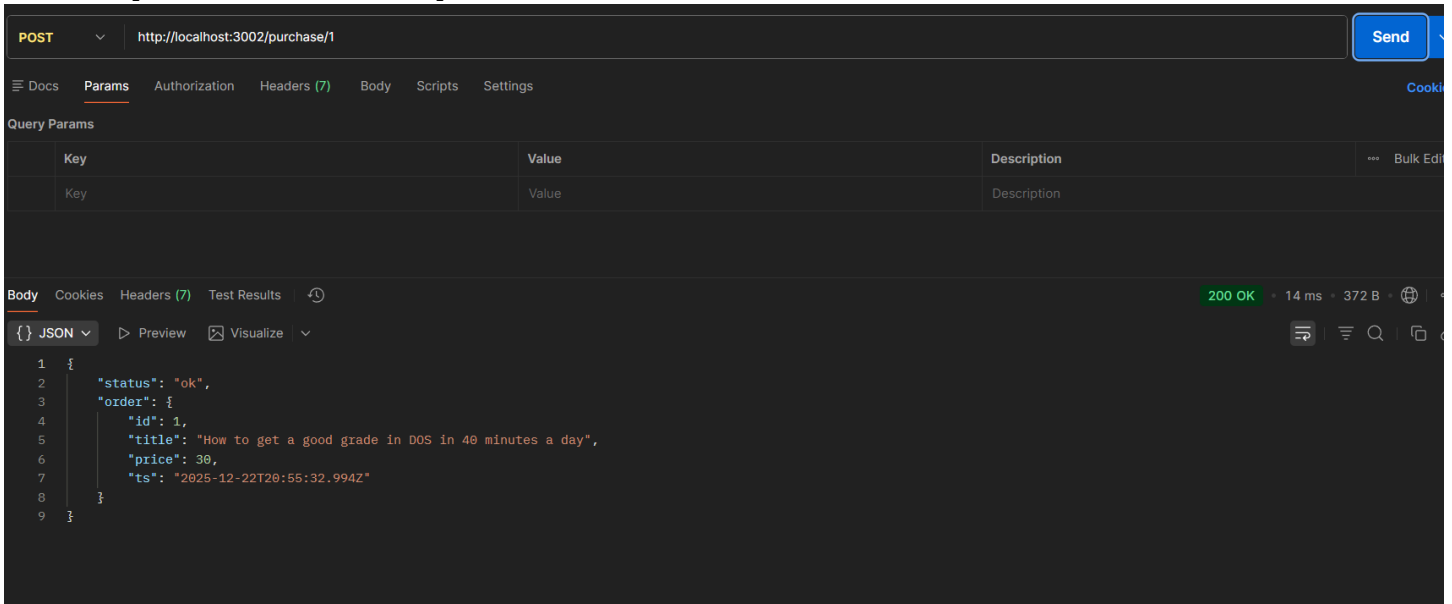 POST http://localhost:3002/purchase/1 Send
Docs Params Authorization Headers (7) Body Scripts Settings Cookie
Query Params
Key Value Description Bulk Edit
Key Value Description
Body Cookies Headers (7) Test Results 200 OK • 14 ms • 372 B •
{} JSON Preview Visualize
1 {
2 "status": "ok",
3 "order": {
4 "id": 1,
5 "title": "How to get a good grade in DOS in 40 minutes a day",
6 "price": 30,
7 "ts": "2025-12-22T20:55:32.994Z"
8 }
9 }